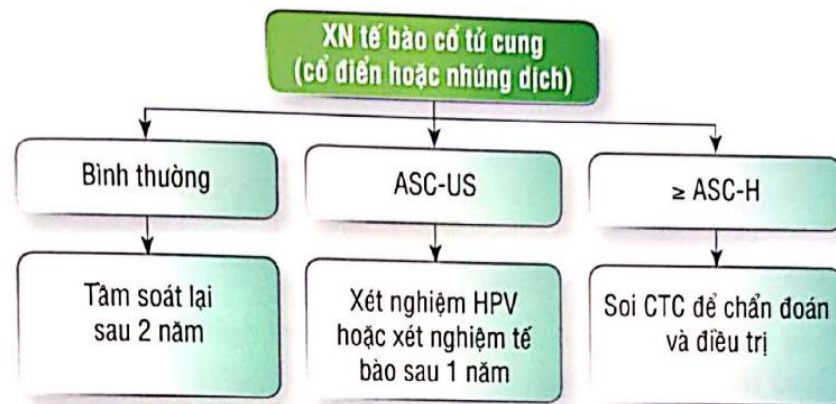 XN tế bào cổ tử cung
(cổ điển hoặc nhúng dịch)
Bình thường
ASC-US
≥ ASC-H
Tầm soát lại
sau 2 năm
Xét nghiệm HPV
hoặc xét nghiệm tế
bào sau 1 năm
Soi CTC để chẩn đoán
và điều trị